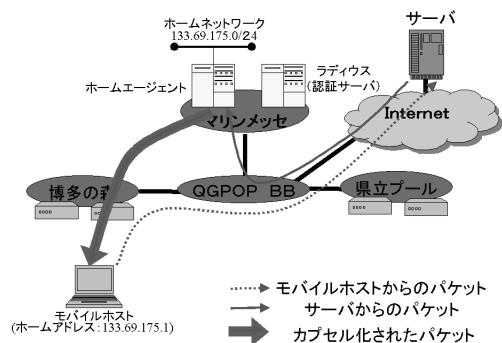 ホームネットワーク
133.69.175.0/24
サーバ
ホームエージェント
ラディウス
(認証サーバ)
マリンメッセ
Internet
博多の森
QGPOP BB
県立プール
モバイルホスト
(ホームアドレス:133.69.175.1)
モバイルホストからのパケット
サーバからのパケット
カプセル化されたパケット